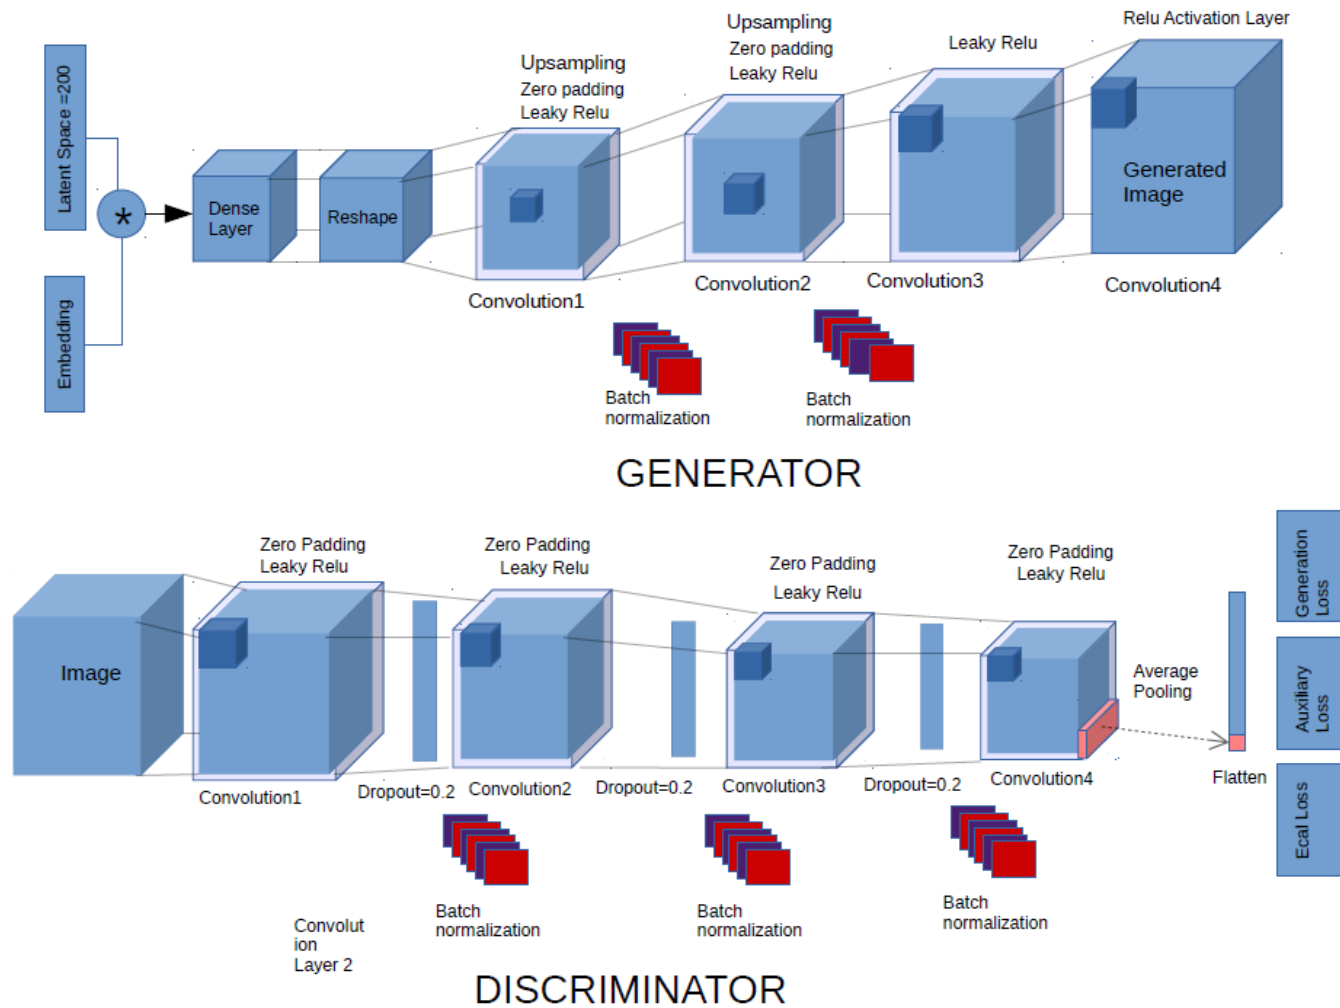 Latent Space =200
Embedding
*
Dense
Layer
Reshape
Upsampling
Zero padding
Leaky Relu
Convolution1
Upsampling
Zero padding
Leaky Relu
Convolution2
Leaky Relu
Convolution3
Relu Activation Layer
Generated
Image
Convolution4
Batch
normalization
Batch
normalization
GENERATOR
Image
Zero Padding
Leaky Relu
Convolution1
Dropout=0.2
Zero Padding
Leaky Relu
Convolution2
Dropout=0.2
Zero Padding
Leaky Relu
Convolution3
Dropout=0.2
Zero Padding
Leaky Relu
Convolution4
Average
Pooling
Flatten
Generation
Loss
Auxiliary
Loss
Ecal Loss
Convolut
ion
Layer 2
Batch
normalization
Batch
normalization
Batch
normalization
DISCRIMINATOR